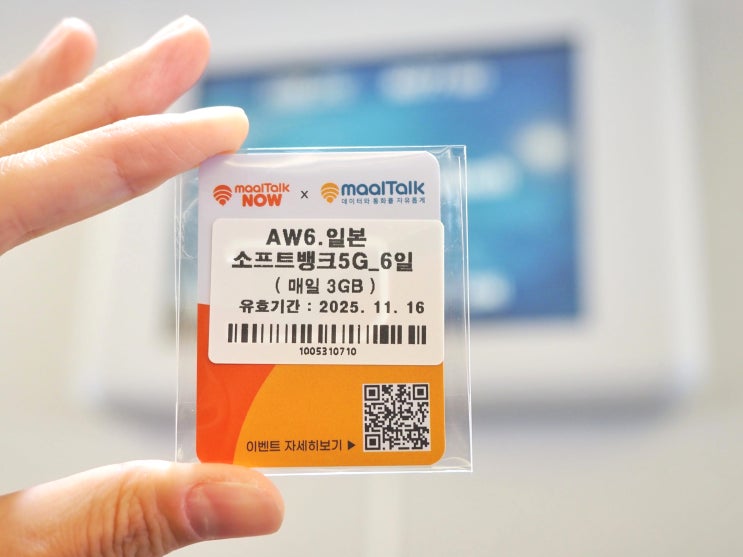 maalTalk NOW x maalTalk
데이터와 통화를 자유롭게
AW6.일본
소프트뱅크5G_6일
( 매일 3GB )
유효기간 : 2025. 11. 16
1005310710
이벤트 자세히보기 ▶